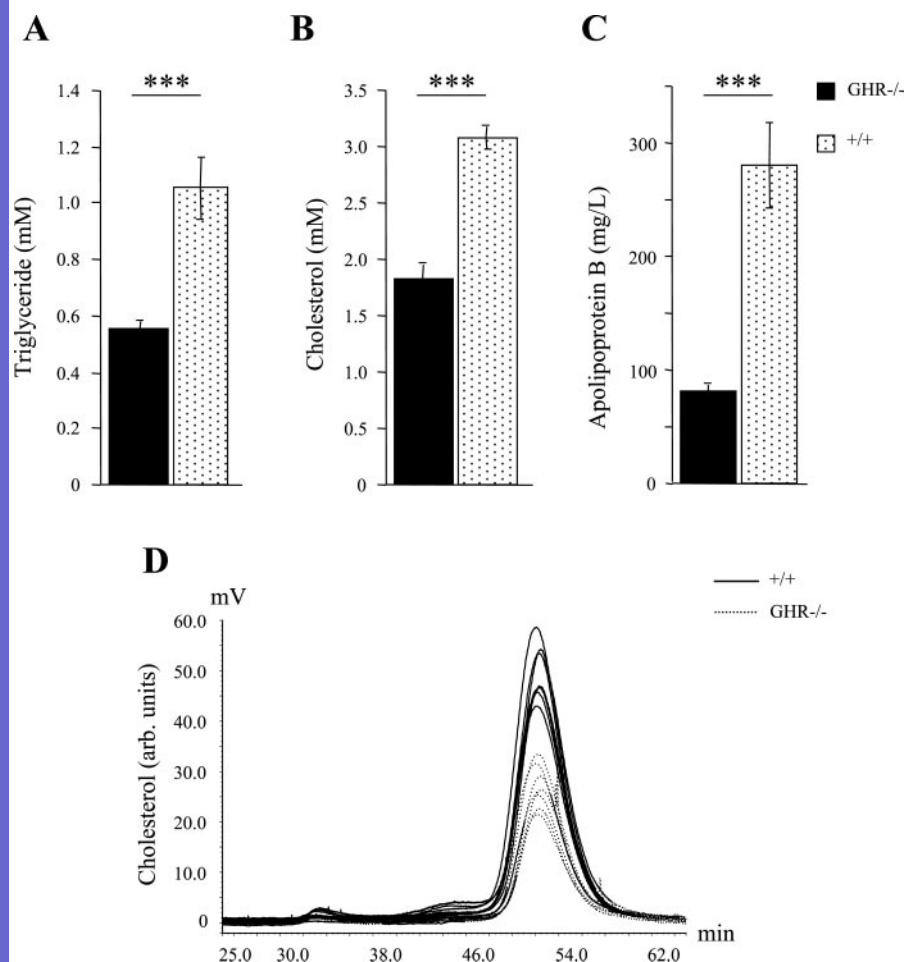 A
B
C
***
***
***
GHR-/-
+/+
Triglyceride (mM)
1.4
1.2
1.0
0.8
0.6
0.4
0.2
0
Cholesterol (mM)
3.5
3.0
2.5
2.0
1.5
1.0
0.5
0
Apolipoprotein B (mg/L)
300
200
100
0
D
mV
+/+
GHR-/-
Cholesterol (arb. units)
60.0
50.0
40.0
30.0
20.0
10.0
0
25.0 30.0 38.0 46.0 54.0 62.0
min